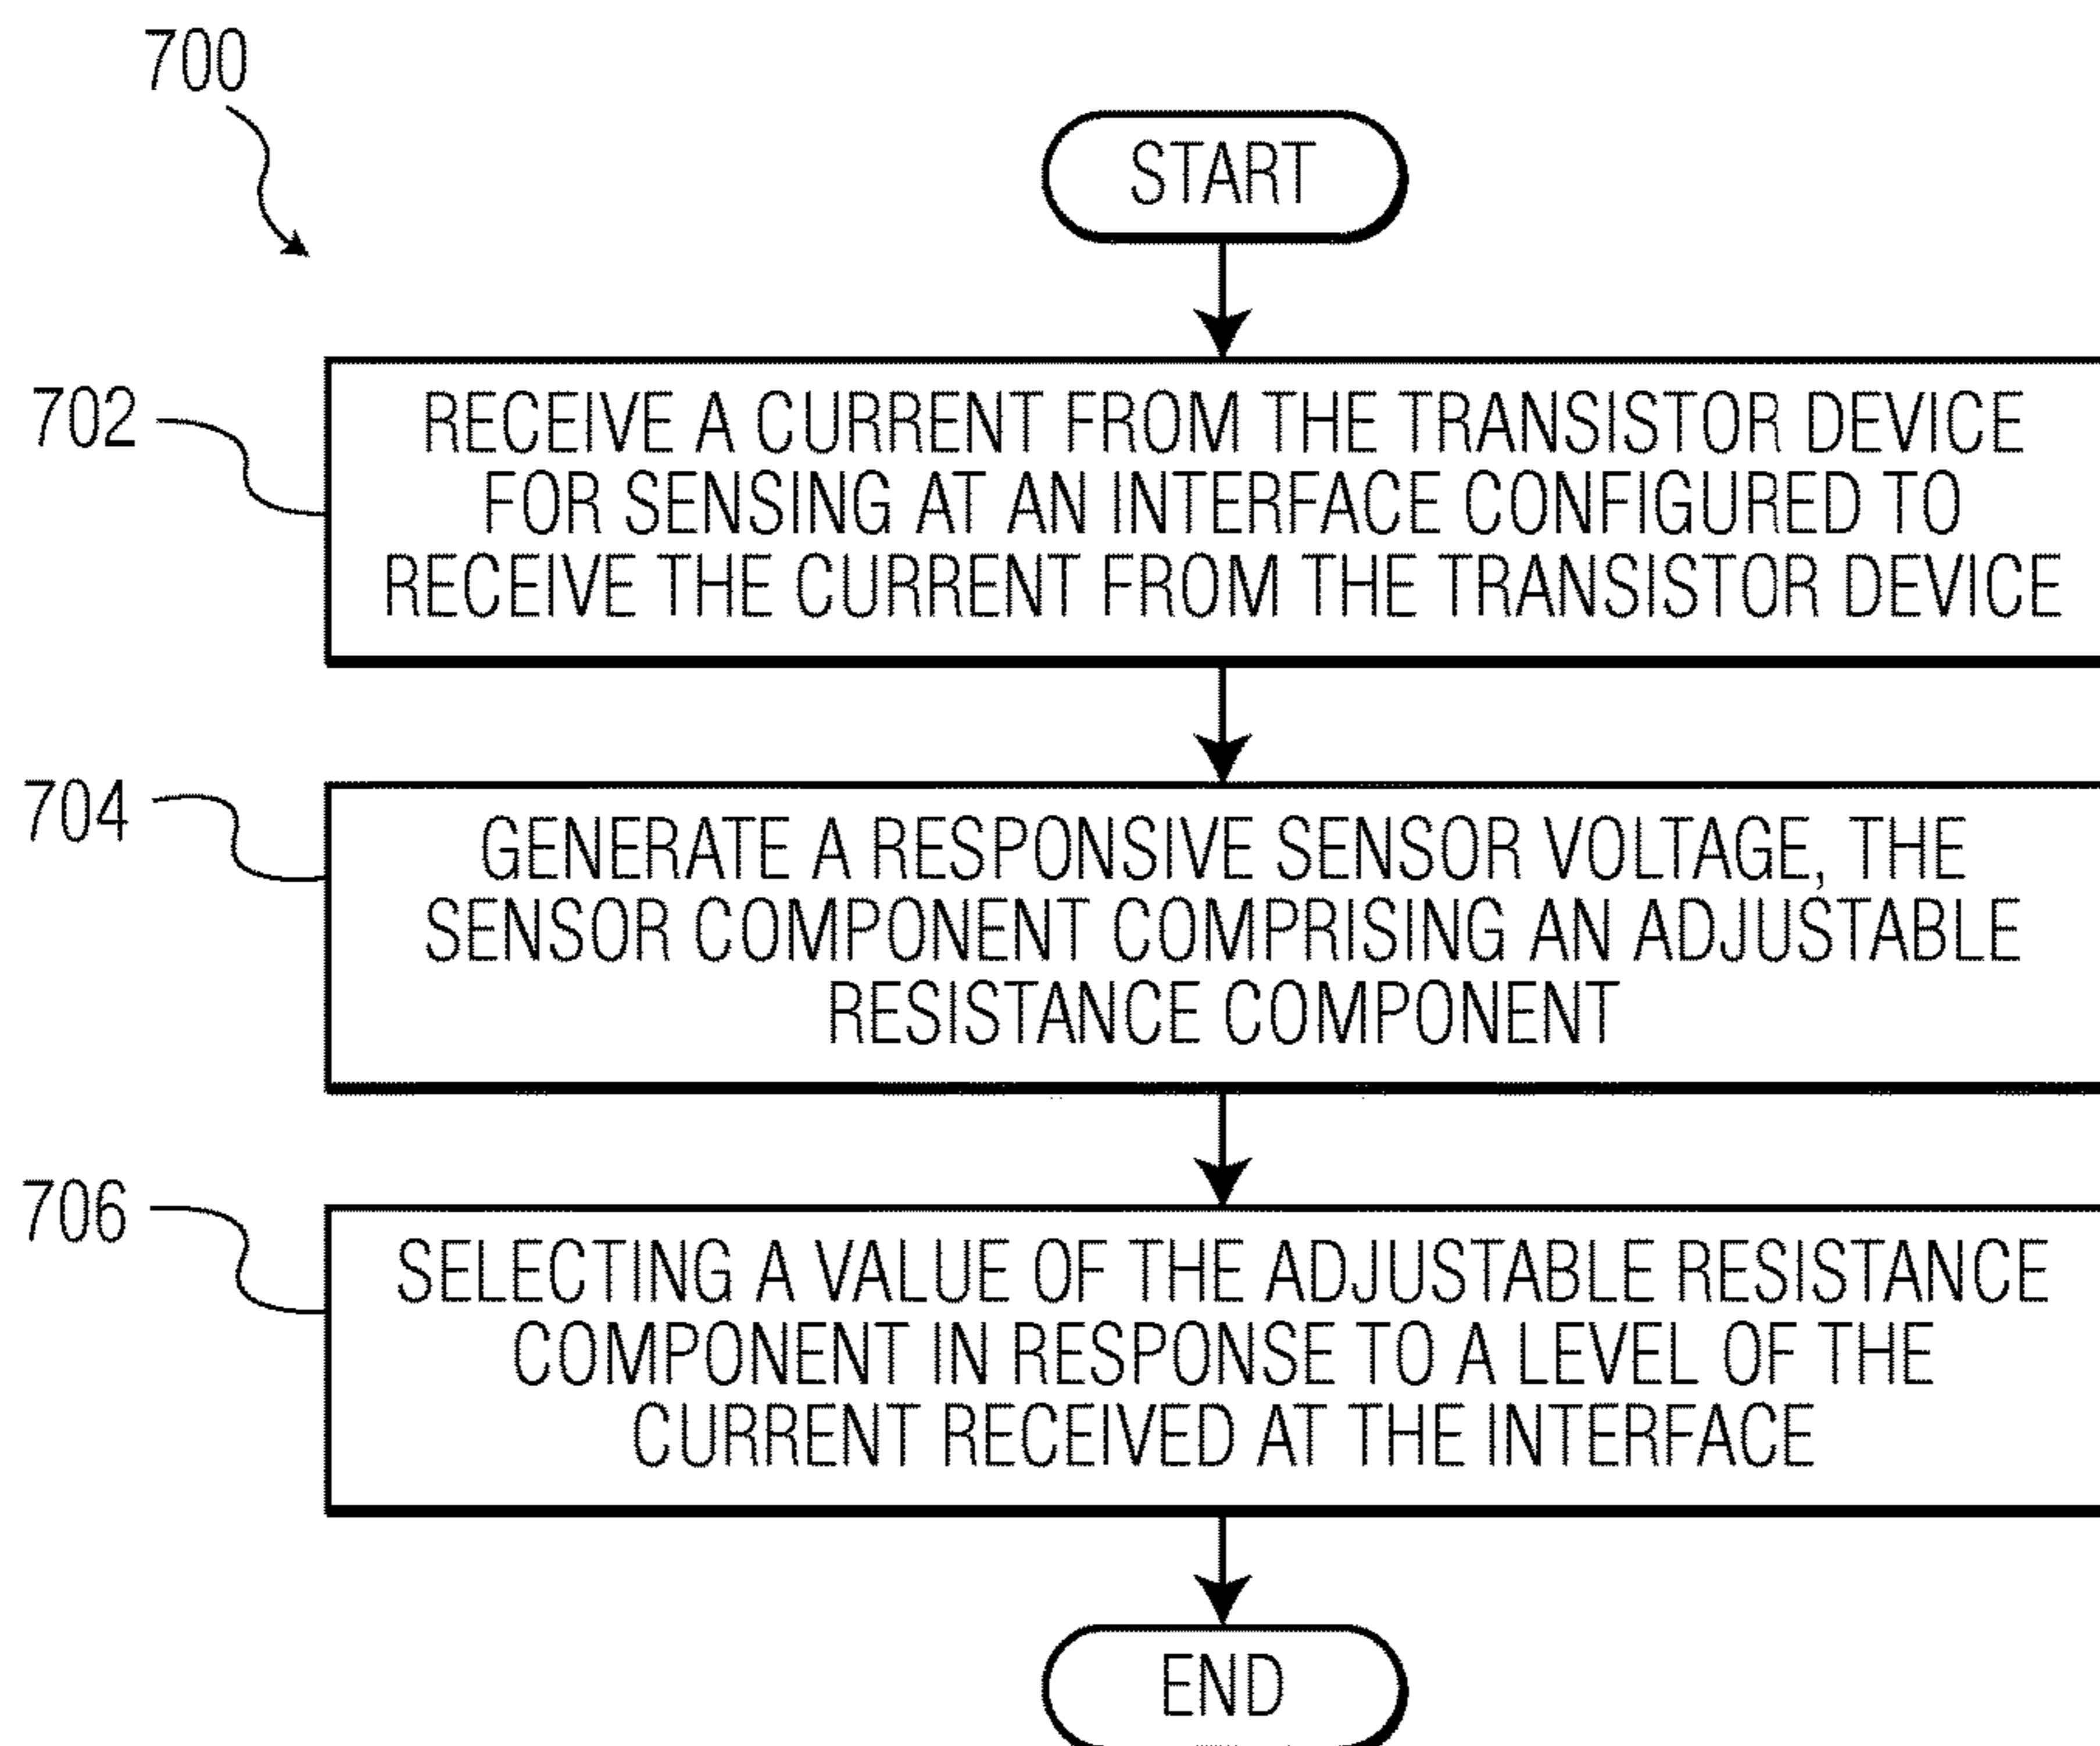 700
START
702
RECEIVE A CURRENT FROM THE TRANSISTOR DEVICE
FOR SENSING AT AN INTERFACE CONFIGURED TO
RECEIVE THE CURRENT FROM THE TRANSISTOR DEVICE
704
GENERATE A RESPONSIVE SENSOR VOLTAGE, THE
SENSOR COMPONENT COMPRISING AN ADJUSTABLE
RESISTANCE COMPONENT
706
SELECTING A VALUE OF THE ADJUSTABLE RESISTANCE
COMPONENT IN RESPONSE TO A LEVEL OF THE
CURRENT RECEIVED AT THE INTERFACE
END